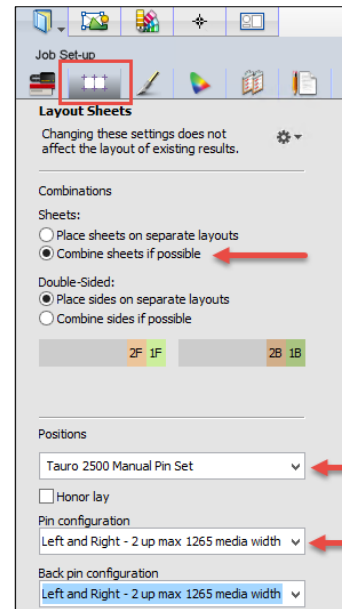 Job Set-up
Layout Sheets
Changing these settings does not
affect the layout of existing results.
Combinations
Sheets:
Place sheets on separate layouts
Combine sheets if possible
Double-Sided:
Place sides on separate layouts
Combine sides if possible
2F 1F 2B 1B
Positions
Tauro 2500 Manual Pin Set
Honor lay
Pin configuration
Left and Right - 2 up max 1265 media width
Back pin configuration
Left and Right - 2 up max 1265 media width